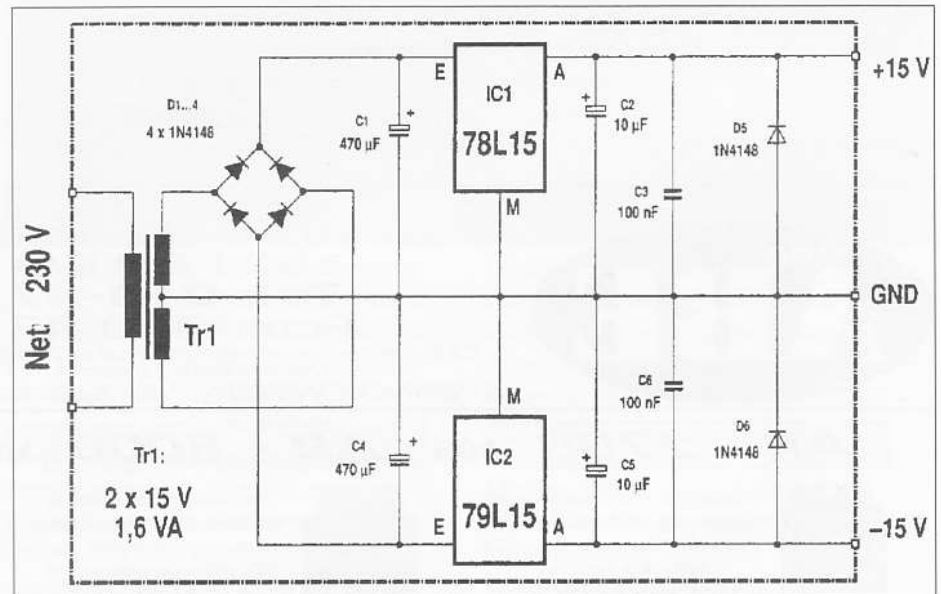 D1...4
4 x 1N4148
Net 230 V
Tr1
Tr1:
2 x 15 V
1,6 VA
C1
470 µF
+
E
IC1
78L15
A
M
+
C2
10 µF
C3
100 nF
D5
1N4148
+15 V
GND
C4
470 µF
+
M
E
IC2
79L15
A
+
C5
10 µF
C6
100 nF
D6
1N4148
–15 V